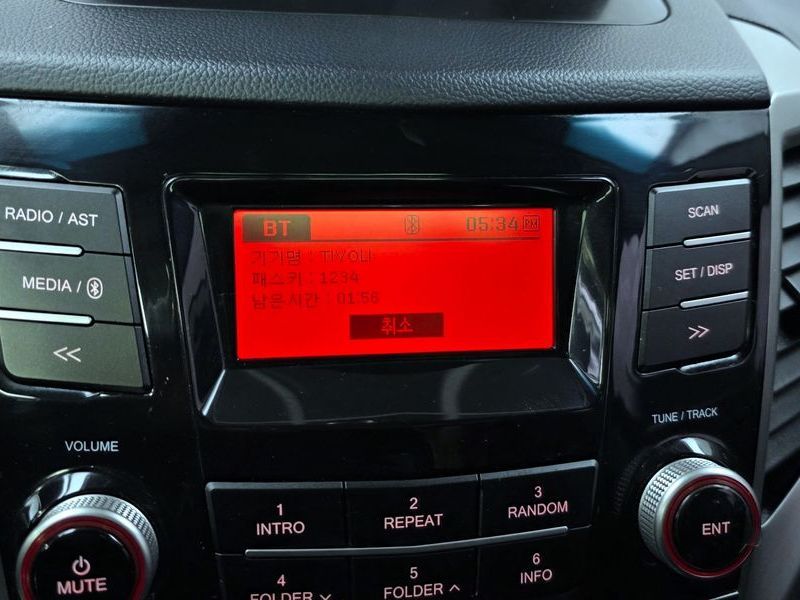 BT 05:34 PM
기기명 : TIVOLI
패스키 : 1234
남은시간 : 01:56
취소
RADIO / AST
MEDIA /
<<
SCAN
SET / DISP
>>
VOLUME
TUNE / TRACK
MUTE
ENT
1
INTRO
2
REPEAT
3
RANDOM
4
FOLDER ∨
5
FOLDER ∧
6
INFO